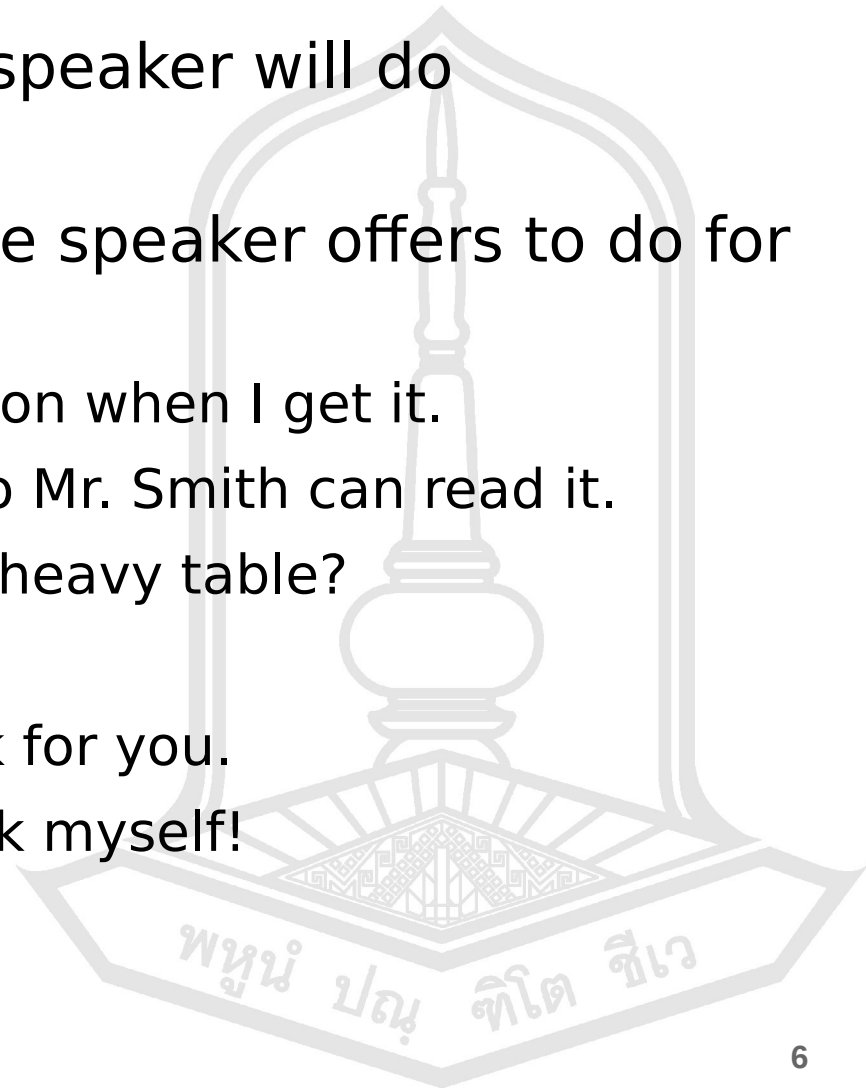 speaker will do
e speaker offers to do for
on when I get it.
o Mr. Smith can read it.
heavy table?
k for you.
k myself!
พหูนํ ปณฺฑิโต ชีเว
6